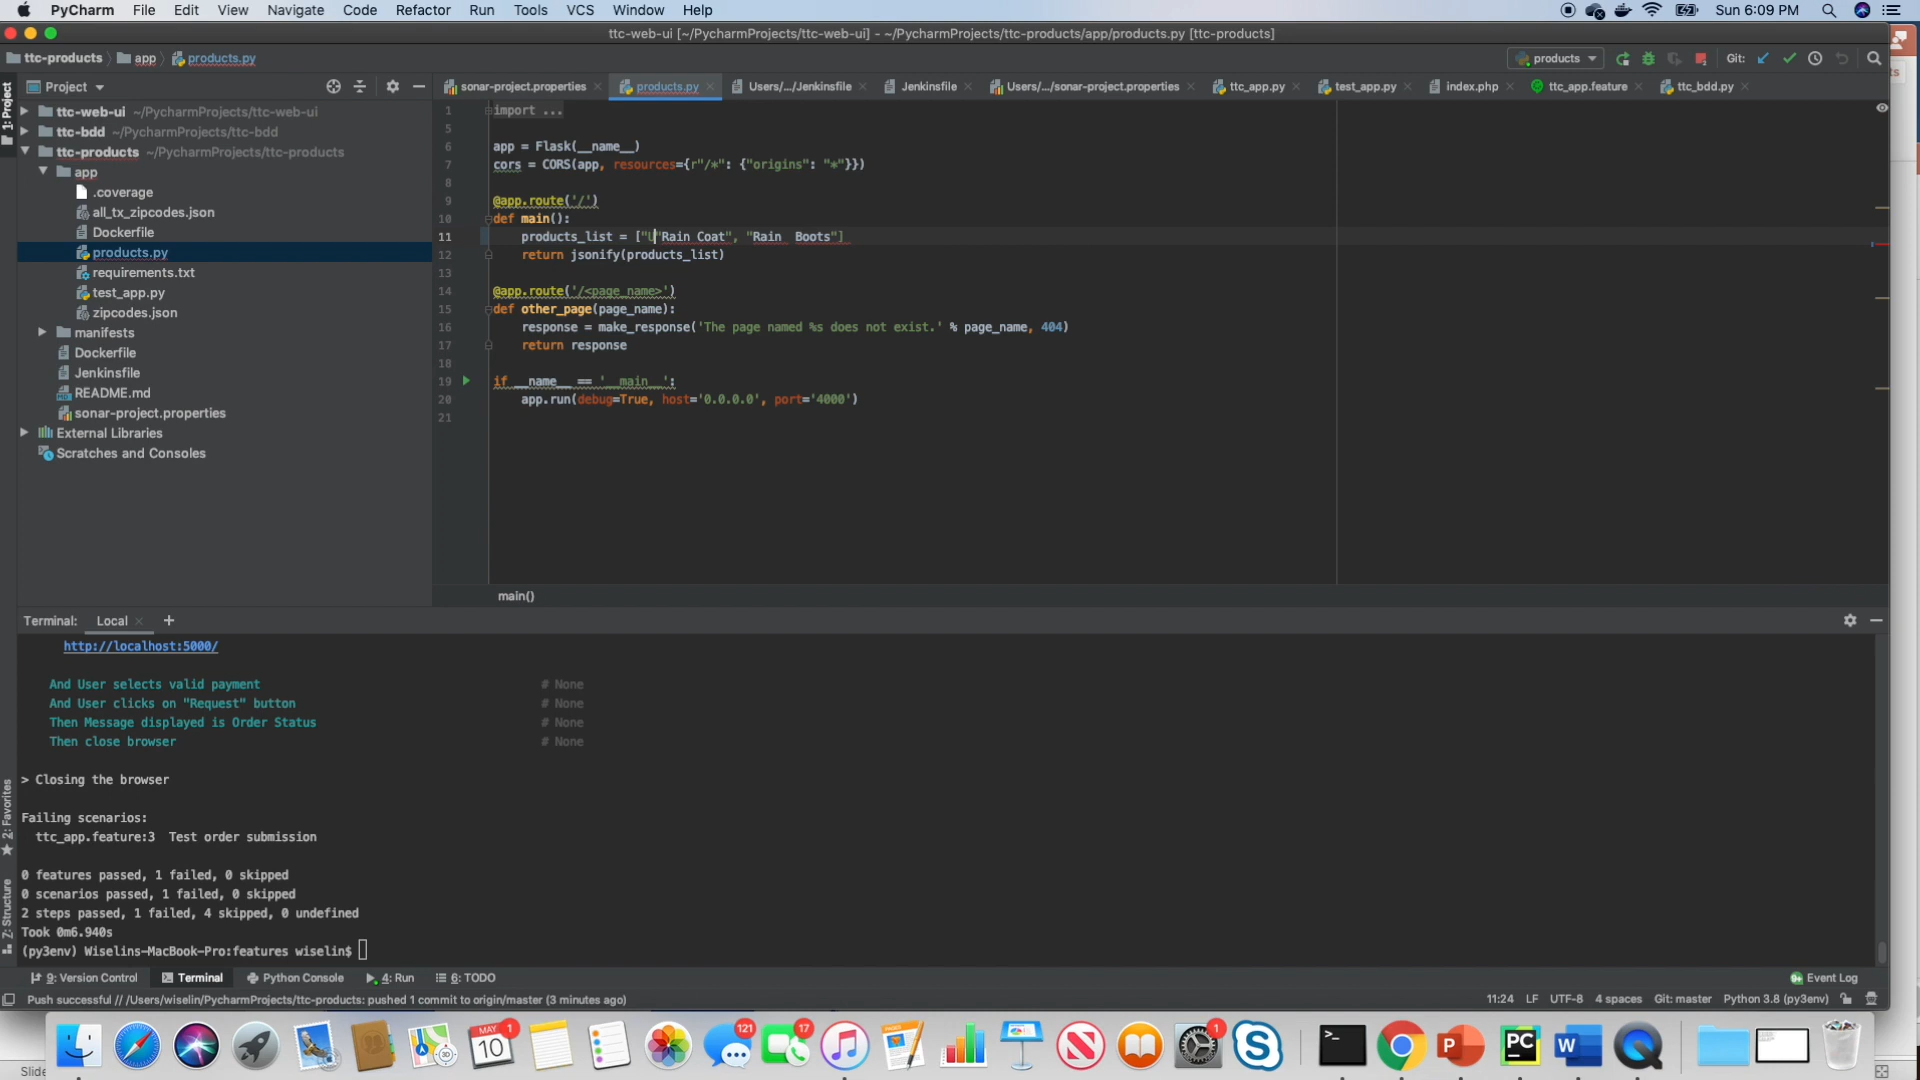 PyCharm File Edit View Navigate Code Refactor Run Tools VCS Window Help Sun 6:09 PM
ttc-web-ui [~/PycharmProjects/ttc-web-ui] - ~/PycharmProjects/ttc-products/app/products.py [ttc-products]
ttc-products app products.py products Git:
Project
sonar-project.properties products.py Users/.../Jenkinsfile Jenkinsfile Users/.../sonar-project.properties ttc_app.py test_app.py index.php ttc_app.feature ttc_bdd.py
1: Project
ttc-web-ui ~/PycharmProjects/ttc-web-ui
ttc-bdd ~/PycharmProjects/ttc-bdd
ttc-products ~/PycharmProjects/ttc-products
app
.coverage
all_tx_zipcodes.json
Dockerfile
products.py
requirements.txt
test_app.py
zipcodes.json
manifests
Dockerfile
Jenkinsfile
README.md
sonar-project.properties
External Libraries
Scratches and Consoles
1 import ...
5
6 app = Flask(__name__)
7 cors = CORS(app, resources={r"/*": {"origins": "*"}})
8
9 @app.route('/')
10 def main():
11 products_list = ["U"Rain Coat", "Rain  Boots"]
12 return jsonify(products_list)
13
14 @app.route('/<page_name>')
15 def other_page(page_name):
16 response = make_response('The page named %s does not exist.' % page_name, 404)
17 return response
18
19 if __name__ == '__main__':
20 app.run(debug=True, host='0.0.0.0', port='4000')
21
main()
Terminal: Local +
http://localhost:5000/
And User selects valid payment # None
And User clicks on "Request" button # None
Then Message displayed is Order Status # None
Then close browser # None
> Closing the browser
Failing scenarios:
ttc_app.feature:3  Test order submission
0 features passed, 1 failed, 0 skipped
0 scenarios passed, 1 failed, 0 skipped
2 steps passed, 1 failed, 4 skipped, 0 undefined
Took 0m6.940s
(py3env) Wiselins-MacBook-Pro:features wiselin$
2: Favorites
7: Structure
9: Version Control Terminal Python Console 4: Run 6: TODO Event Log
Push successful // /Users/wiselin/PycharmProjects/ttc-products: pushed 1 commit to origin/master (3 minutes ago) 11:24 LF UTF-8 4 spaces Git: master Python 3.8 (py3env)
MAY 10 1 121 17 1
PC
P
W
Slide